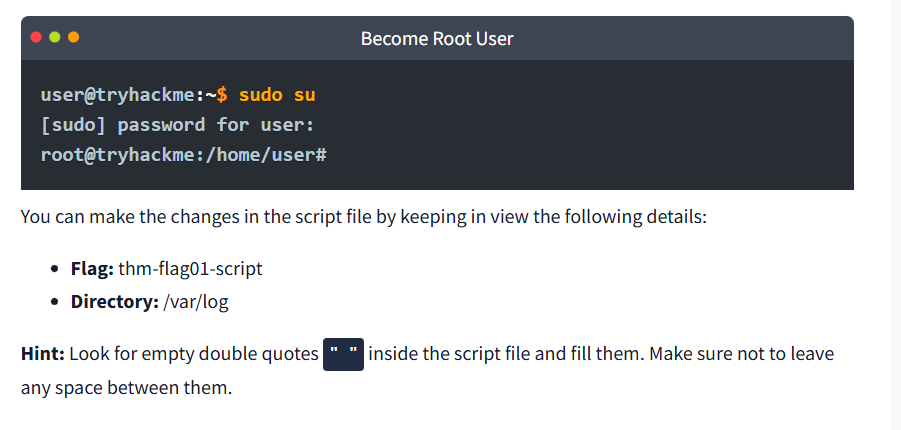 Become Root User
user@tryhackme:~$ sudo su
[sudo] password for user:
root@tryhackme:/home/user#
You can make the changes in the script file by keeping in view the following details:
• Flag: thm-flag01-script
• Directory: /var/log
Hint: Look for empty double quotes " " inside the script file and fill them. Make sure not to leave
any space between them.